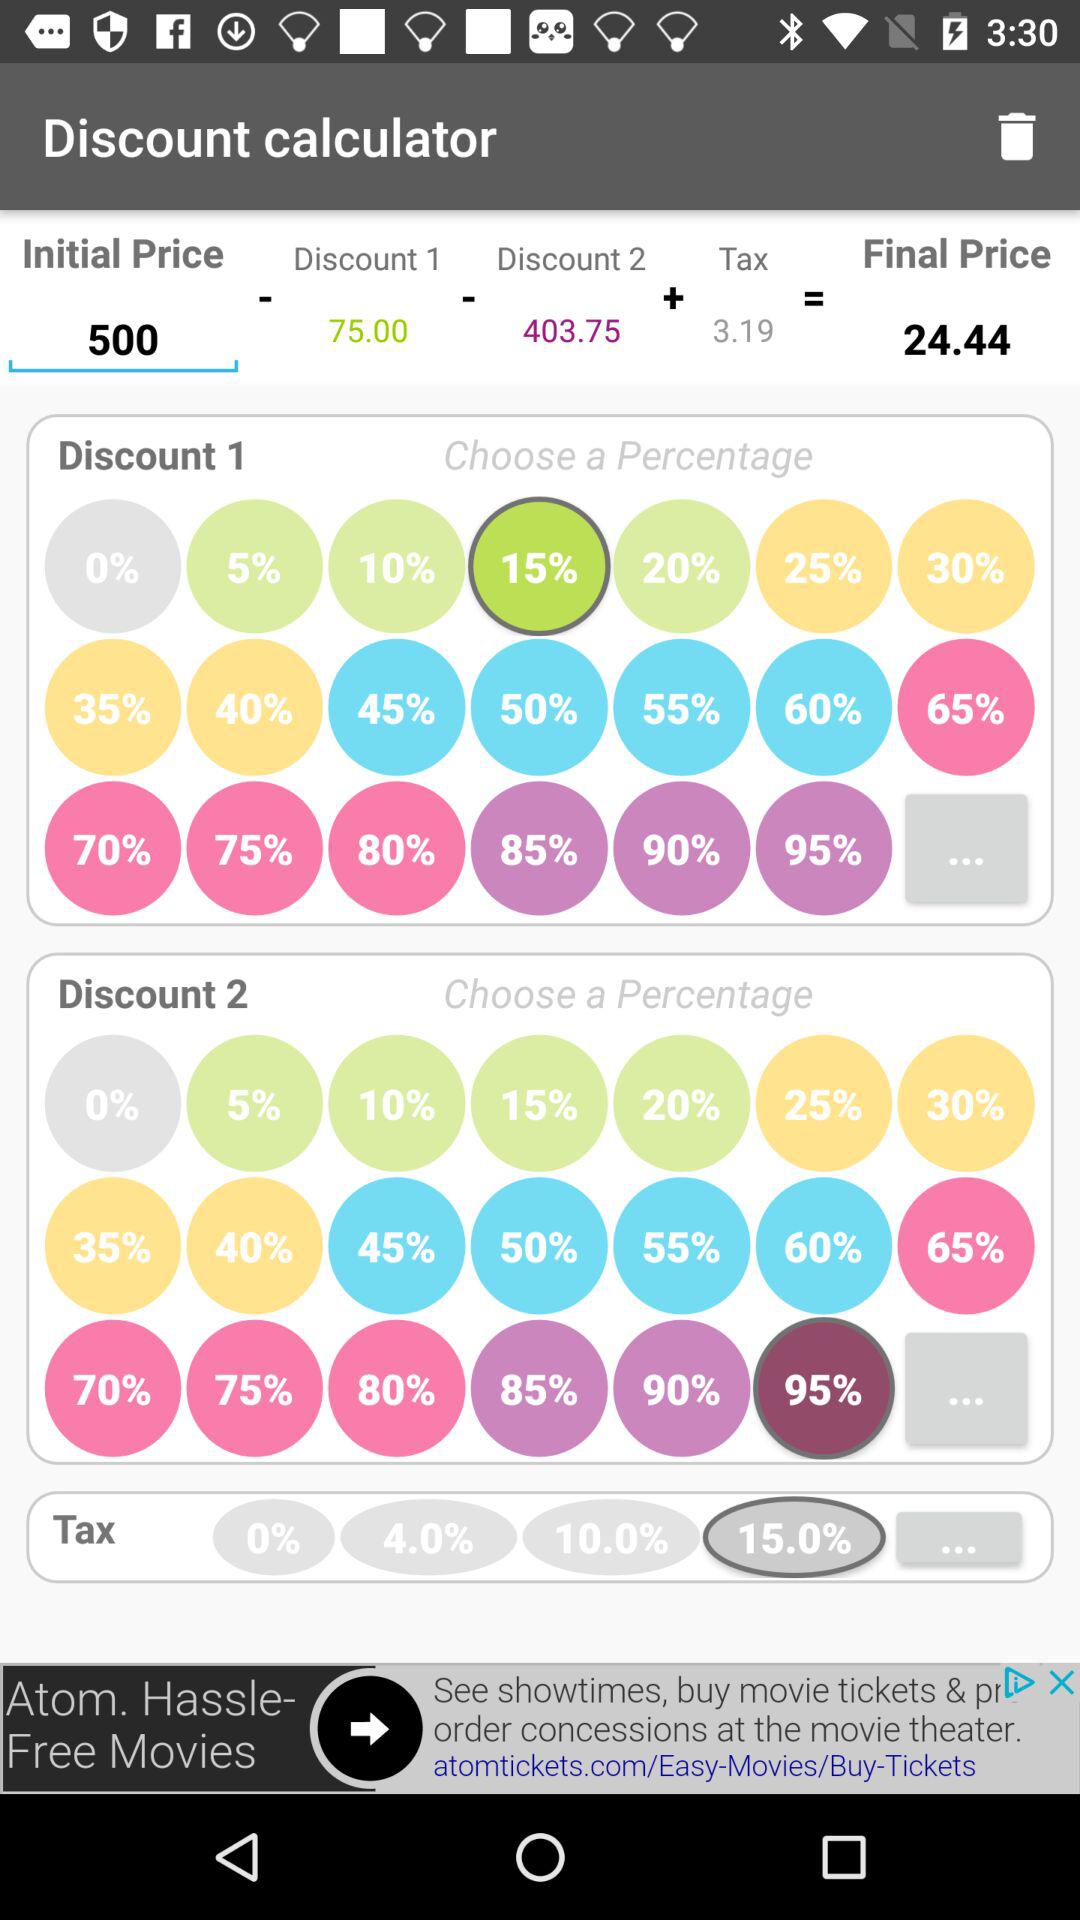 3:30
Discount calculator
Initial Price Discount 1 Discount 2 Tax Final Price
500 - 75.00 - 403.75 + 3.19 = 24.44
Discount 1 Choose a Percentage
0% 5% 10% 15% 20% 25% 30%
35% 40% 45% 50% 55% 60% 65%
70% 75% 80% 85% 90% 95% ...
Discount 2 Choose a Percentage
0% 5% 10% 15% 20% 25% 30%
35% 40% 45% 50% 55% 60% 65%
70% 75% 80% 85% 90% 95% ...
Tax 0% 4.0% 10.0% 15.0% ...
Atom. Hassle-
Free Movies
See showtimes, buy movie tickets &
order concessions at the movie theater.
atomtickets.com/Easy-Movies/Buy-Tickets